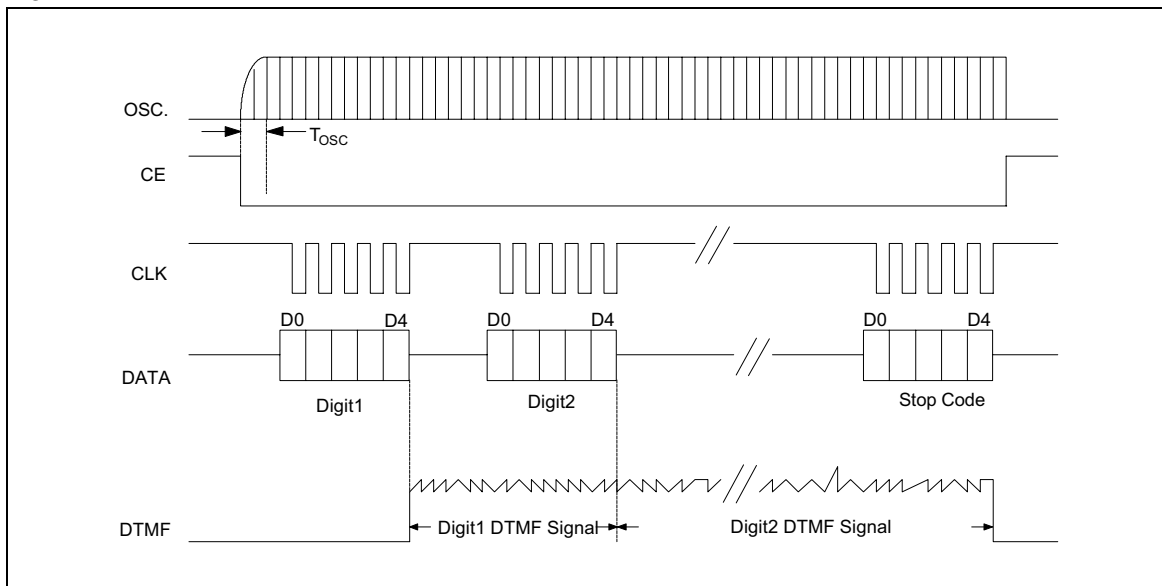 OSC.
TOSC
CE
CLK
D0 D4 D0 D4 D0 D4
DATA
Digit1 Digit2 Stop Code
DTMF
Digit1 DTMF Signal Digit2 DTMF Signal